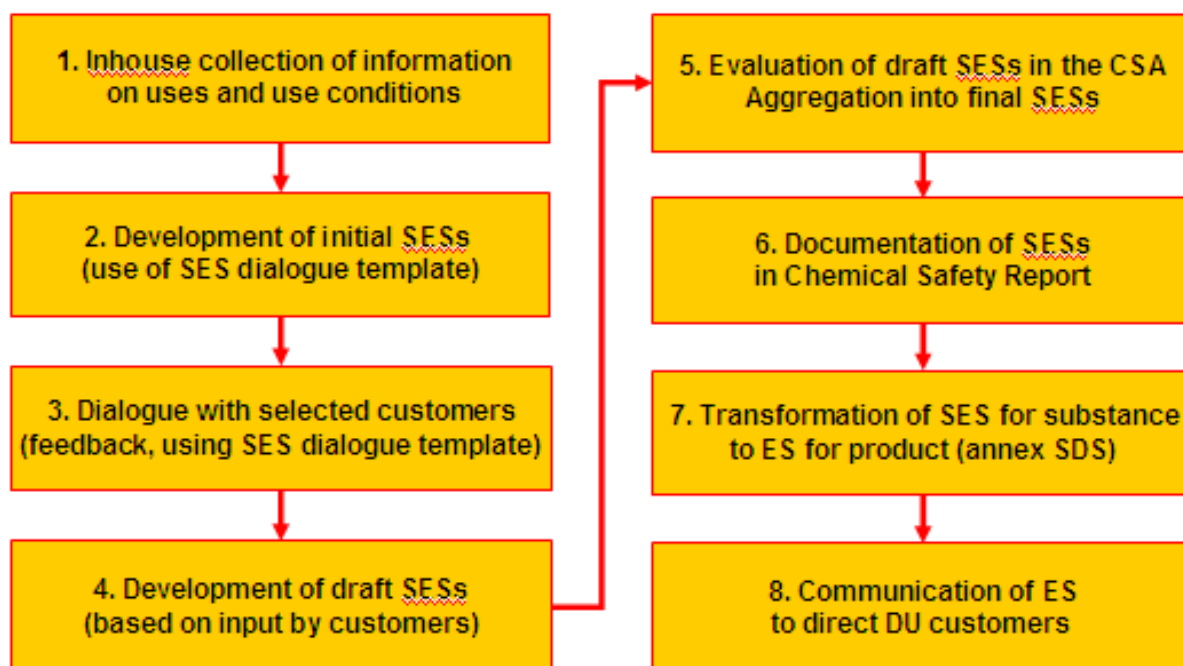 1. Inhouse collection of information
on uses and use conditions
2. Development of initial SESs
(use of SES dialogue template)
3. Dialogue with selected customers
(feedback, using SES dialogue template)
4. Development of draft SESs
(based on input by customers)
5. Evaluation of draft SESs in the CSA
Aggregation into final SESs
6. Documentation of SESs
in Chemical Safety Report
7. Transformation of SES for substance
to ES for product (annex SDS)
8. Communication of ES
to direct DU customers